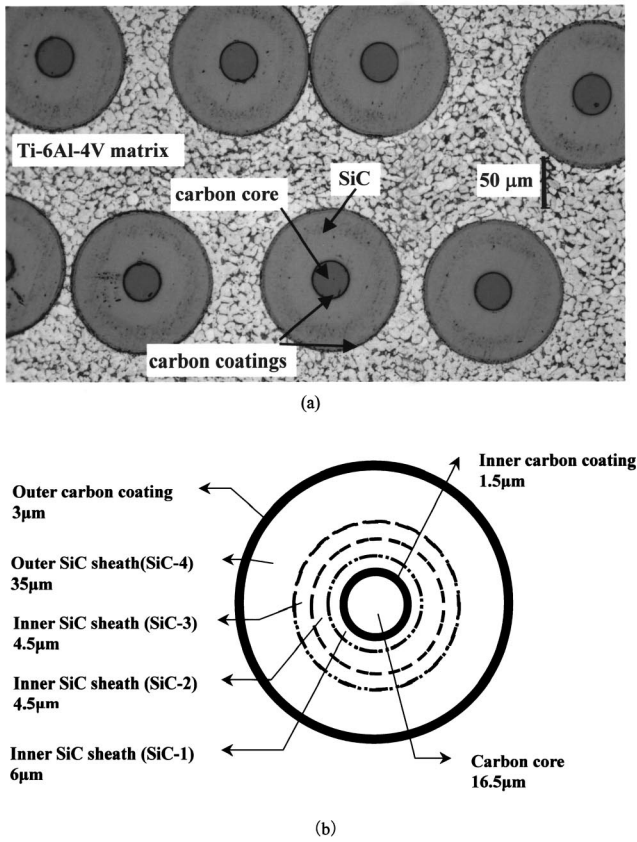 Ti-6Al-4V matrix
SiC
carbon core
50 μm
carbon coatings
(a)
Inner carbon coating
1.5μm
Outer carbon coating
3μm
Outer SiC sheath(SiC-4)
35μm
Inner SiC sheath (SiC-3)
4.5μm
Inner SiC sheath (SiC-2)
4.5μm
Inner SiC sheath (SiC-1)
6μm
Carbon core
16.5μm
(b)